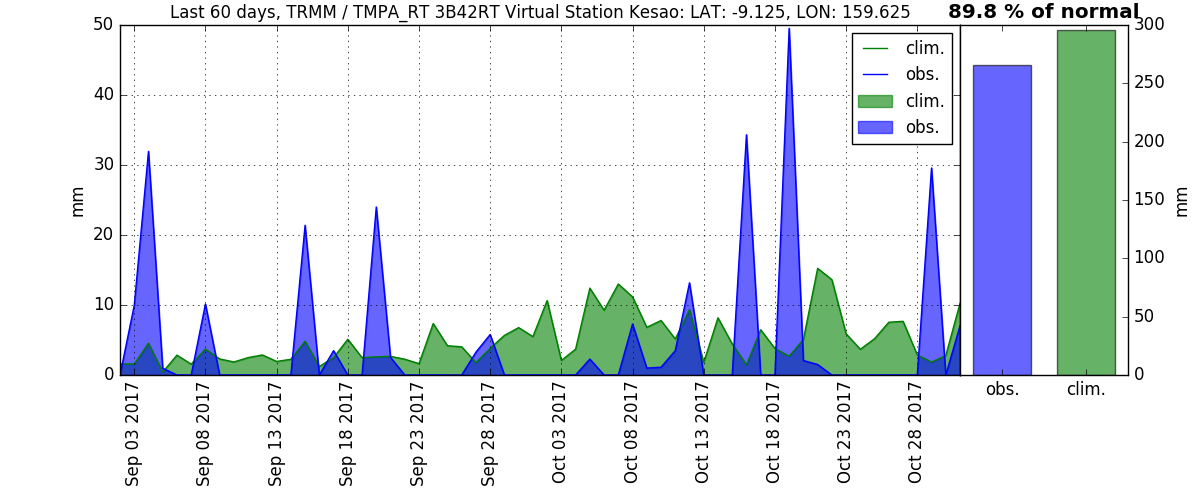 Last 60 days, TRMM / TMPA_RT 3B42RT Virtual Station Kesao: LAT: -9.125, LON: 159.625
89.8 % of normal
50
40
30
20
10
0
mm
clim.
obs.
clim.
obs.
300
250
200
150
100
50
0
mm
Sep 03 2017
Sep 08 2017
Sep 13 2017
Sep 18 2017
Sep 23 2017
Sep 28 2017
Oct 03 2017
Oct 08 2017
Oct 13 2017
Oct 18 2017
Oct 23 2017
Oct 28 2017
obs.
clim.